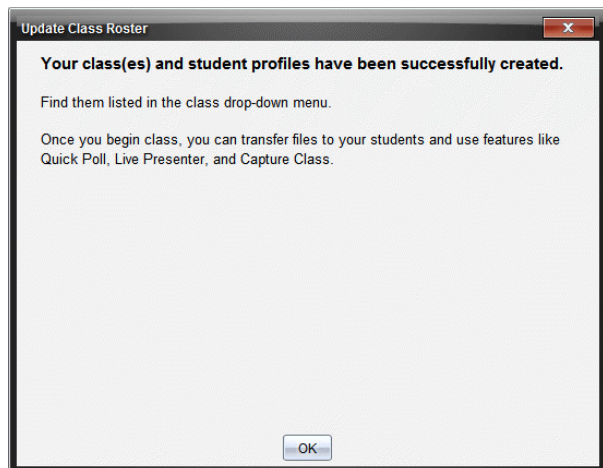 Update Class Roster
X
Your class(es) and student profiles have been successfully created.
Find them listed in the class drop-down menu.
Once you begin class, you can transfer files to your students and use features like
Quick Poll, Live Presenter, and Capture Class.
OK